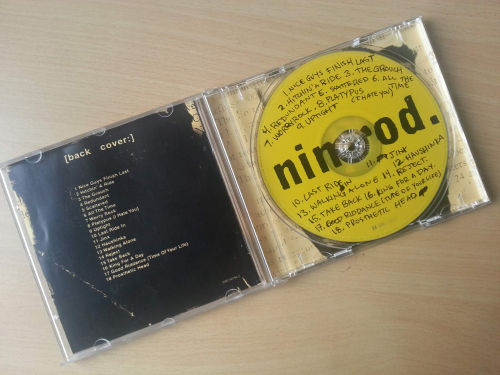 [back cover:]
1 Nice Guys Finish Last
2 Hitchin' A Ride
3 The Grouch
4 Redundant
5 Scattered
6 All The Time
7 Worry Rock
8 Platypus (I Hate You)
9 Uptight
10 Last Ride In
11 Jinx
12 Haushinka
13 Walking Alone
14 Reject
15 Take Back
16 King For A Day
17 Good Riddance (Time Of Your Life)
18 Prosthetic Head
1. NICE GUYS FINISH LAST
2. HITCHIN' A RIDE 3. THE GROUCH
4. REDUNDANT 5. SCATTERED 6. ALL THE TIME
7. WORRY ROCK. 8. PLATYPUS (I HATE YOU)
9. UPTIGHT
nimrod.
10. LAST RIDE IN 11. JINX 12. HAUSHINKA
13. WALKING ALONE 14. REJECT.
15. TAKE BACK 16. KING FOR A DAY.
17. GOOD RIDDANCE (TIME OF YOUR LIFE)
18. PROSTHETIC HEAD